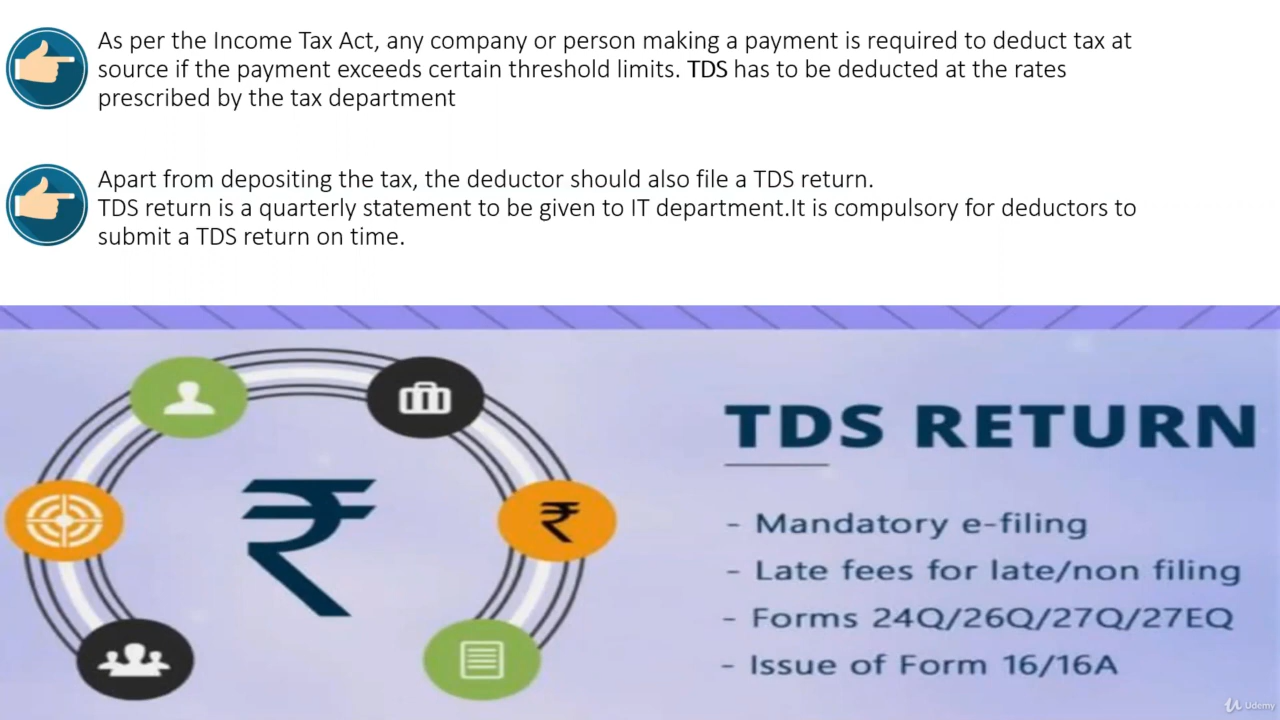 As per the Income Tax Act, any company or person making a payment is required to deduct tax at
source if the payment exceeds certain threshold limits. TDS has to be deducted at the rates
prescribed by the tax department
Apart from depositing the tax, the deductor should also file a TDS return.
TDS return is a quarterly statement to be given to IT department.It is compulsory for deductors to
submit a TDS return on time.
₹
₹
TDS RETURN
- Mandatory e-filing
- Late fees for late/non filing
- Forms 24Q/26Q/27Q/27EQ
- Issue of Form 16/16A
Udemy